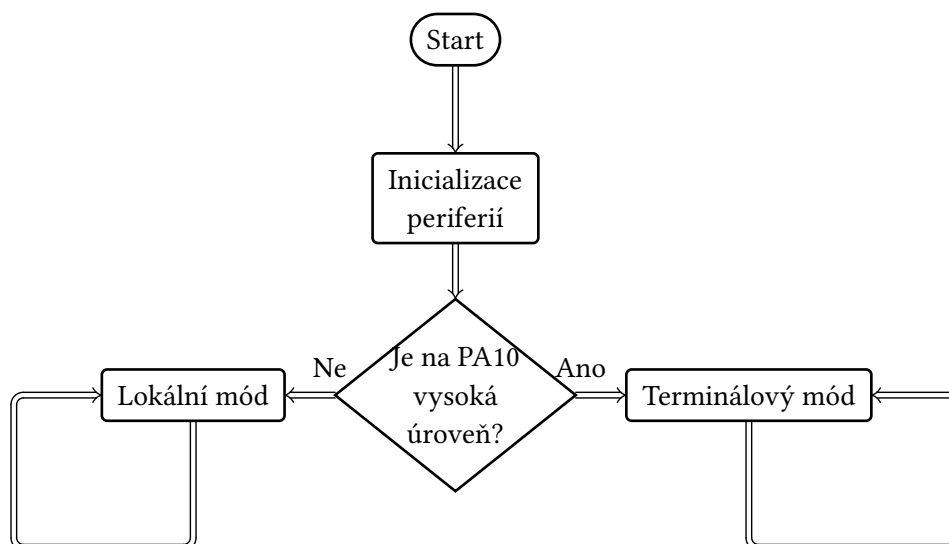 Start
Inicializace
periferií
Ne
Je na PA10
Ano
Lokální mód
vysoká
Terminálový mód
úroveň?